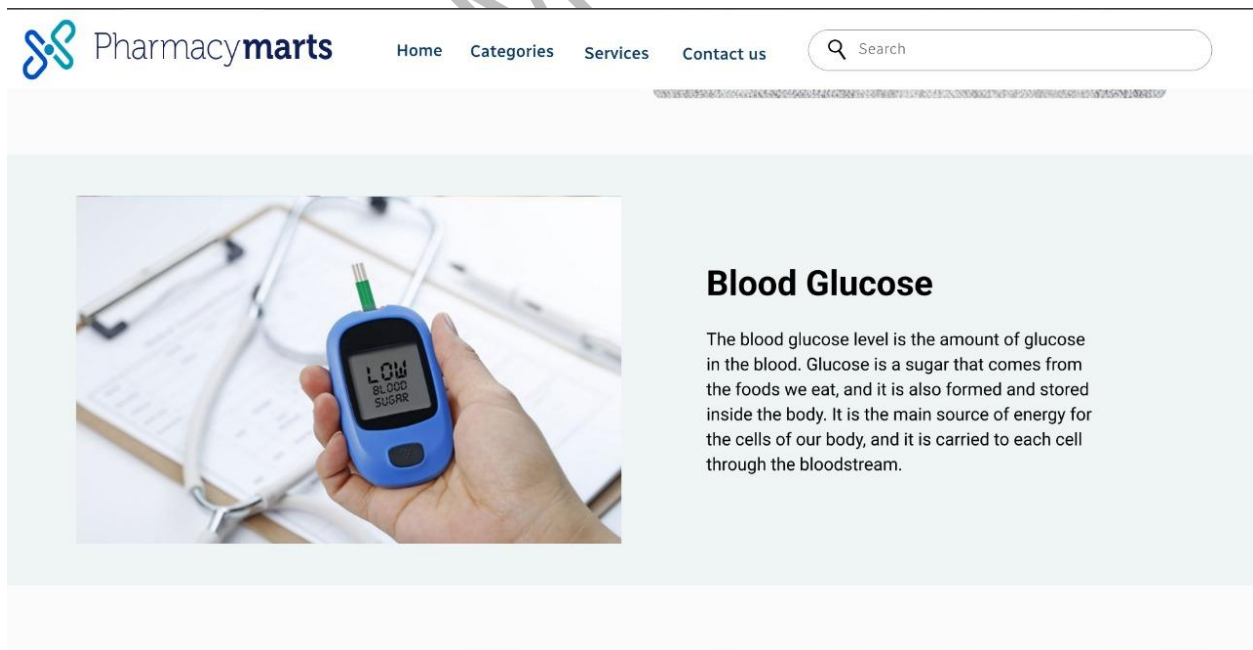 Pharmacymarts
Home Categories Services Contact us Search
LOW
BLOOD
SUGAR
Blood Glucose
The blood glucose level is the amount of glucose
in the blood. Glucose is a sugar that comes from
the foods we eat, and it is also formed and stored
inside the body. It is the main source of energy for
the cells of our body, and it is carried to each cell
through the bloodstream.